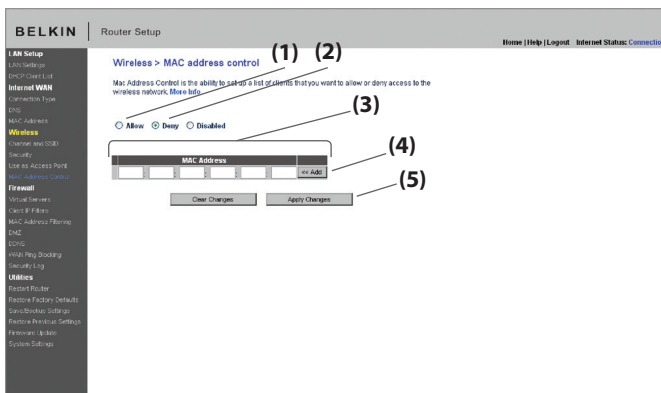 BELKIN
Router Setup
Home | Help | Logout Internet Status: Connectio
LAN Setup
LAN Settings
DHCP Client List
Internet WAN
Connection Type
DNS
MAC Address
Wireless
Channel and SSID
Security
Use as Access Point
MAC Address Control
Firewall
Virtual Servers
Client IP Filters
MAC Address Filtering
DMZ
DDNS
WAN Ping Blocking
Security Log
Utilities
Restart Router
Restore Factory Defaults
Save/Backup Settings
Restore Previous Settings
Firmware Update
System Settings
(1)
(2)
Wireless > MAC address control
Mac Address Control is the ability to set up a list of clients that you want to allow or deny access to the
wireless network. More Info
(3)
Allow Deny Disabled
(4)
MAC Address
: : : : : << Add
(5)
Clear Changes Apply Changes